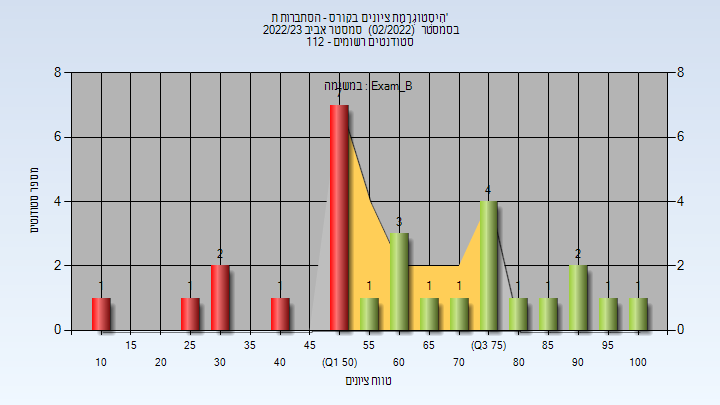 היסטוגרמת ציונים בקורס - הסתברות ת'
בסמסטר (02/2022) סמסטר אביב 2022/23
סטודנטים רשומים - 112
במשימה : Exam_B
מספר סטודנטים
8 8
6 6
4 4
2 2
0 0
7
4
3
2 2
1 1 1 1 1 1 1 1 1 1
15 25 35 45 55 65 (Q3 75) 85 95
10 20 30 40 (Q1 50) 60 70 80 90 100
טווח ציונים